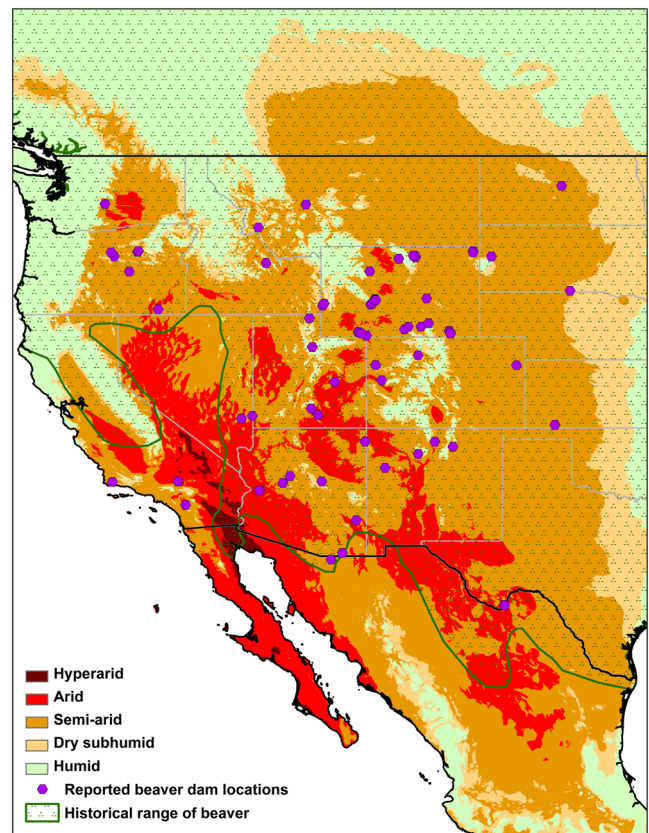 Hyperarid
Arid
Semi-arid
Dry subhumid
Humid
Reported beaver dam locations
Historical range of beaver